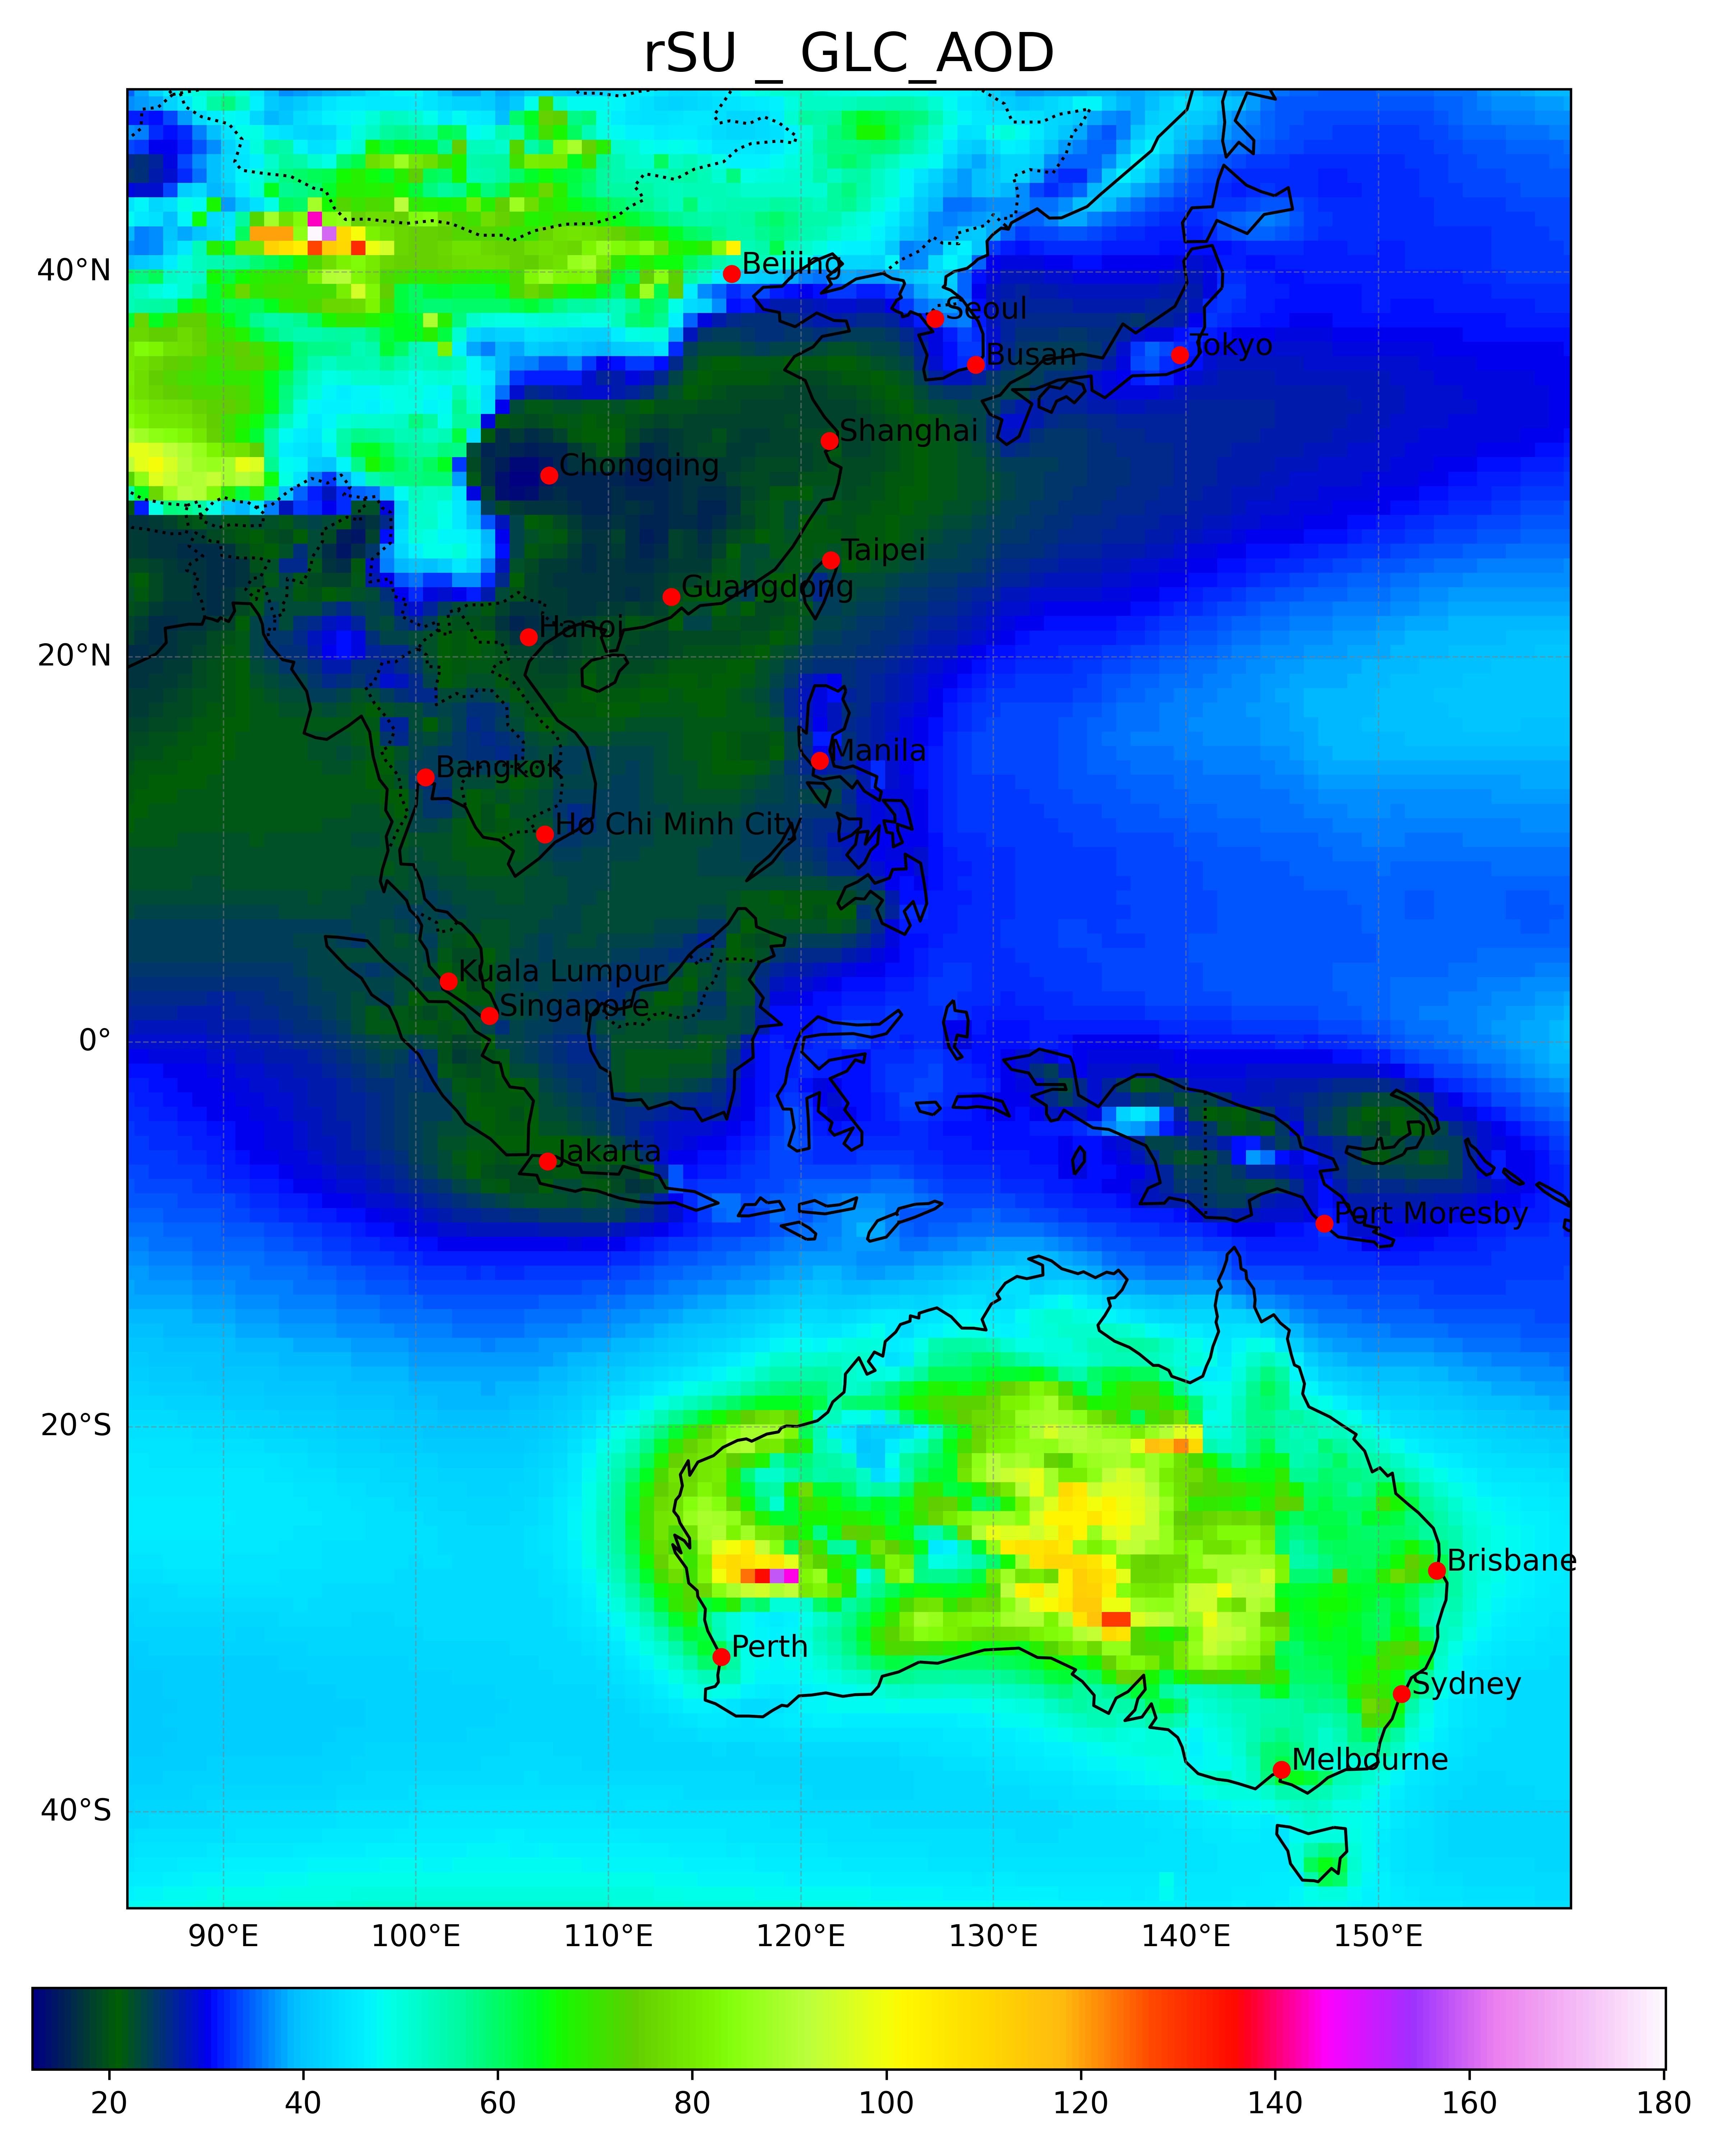 rSU _ GLC_AOD
40°N
Beijing
Seoul
Busan
Tokyo
Shanghai
Chongqing
Taipei
Guangdong
Hanoi
20°N
Manila
Bangkok
Ho Chi Minh City
Kuala Lumpur
Singapore
0°
Jakarta
Port Moresby
20°S
Brisbane
Perth
Sydney
Melbourne
40°S
90°E 100°E 110°E 120°E 130°E 140°E 150°E
20 40 60 80 100 120 140 160 180